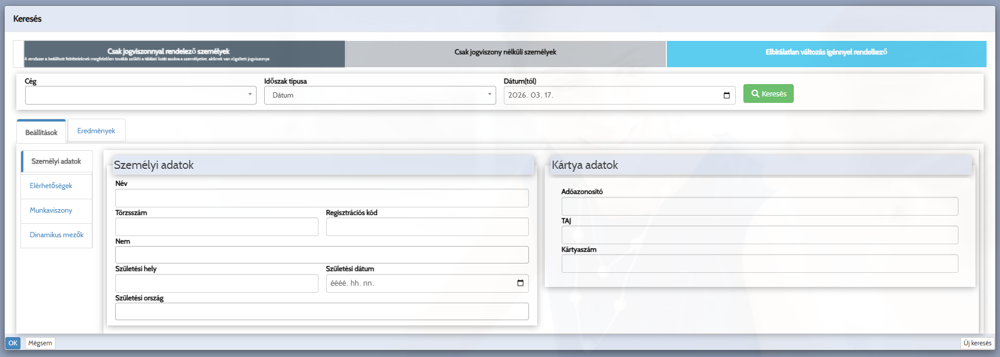 Keresés
Csak jogviszonnyal rendelező személyek
A rendszer a beállított feltételeknek megfelelően tovább szűkíti a találati listát azokra a személyekre, akiknek van rögzített jogviszonya
Csak jogviszony nélküli személyek
Elbírálatlan változás igénnyel rendelkező
Cég
Időszak típusa
Dátum(tól)
Dátum
2026. 03. 17.
Keresés
Beállítások
Eredmények
Személyi adatok
Elérhetőségek
Munkaviszony
Dinamikus mezők
Személyi adatok
Név
Törzsszám
Regisztrációs kód
Nem
Születési hely
Születési dátum
éééé. hh. nn.
Születési ország
Kártya adatok
Adóazonosító
TAJ
Kártyaszám
OK
Mégsem
Új keresés